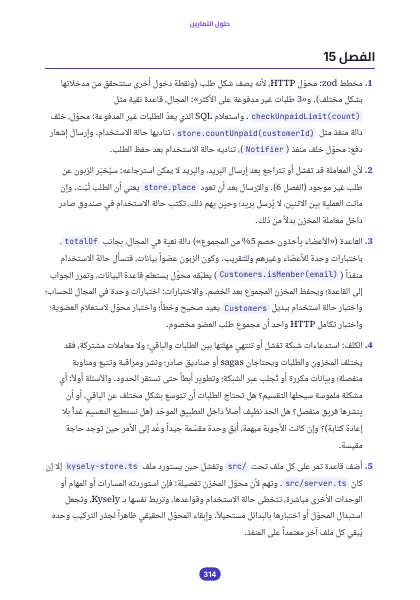 حلول التمارين
الفصل 15
1. مخطط zod: محوّل HTTP، لأنه يصف شكل طلب (ونقطة دخول أخرى ستتحقق من مدخلاتها
بشكل مختلف). و«3 طلبات غير مدفوعة على الأكثر»: المجال، قاعدة نقية مثل
checkUnpaidLimit(count) . واستعلام SQL الذي يعدّ الطلبات غير المدفوعة: محوّل، خلف
دالة منفذ مثل store.countUnpaid(customerId) ، تناديها حالة الاستخدام. وإرسال إشعار
دفع: محوّل خلف منفذ ( Notifier )، تناديه حالة الاستخدام بعد حفظ الطلب.
2. لأن المعاملة قد تفشل أو تتراجع بعد إرسال البريد، والبريد لا يمكن استرجاعه: سيُخبَر الزبون عن
طلب غير موجود (الفصل 6). والإرسال بعد أن تعود store.place يعني أن الطلب ثُبّت. وإن
ماتت العملية بين الاثنين، لا يُرسل بريد؛ وحين يهم ذلك، تكتب حالة الاستخدام في صندوق صادر
داخل معاملة المخزن بدلاً من ذلك.
3. القاعدة («الأعضاء يأخذون خصم 5% من المجموع») دالة نقية في المجال، بجانب totalOf ،
باختبارات وحدة للأعضاء وغيرهم وللتقريب. وكون الزبون عضواً بيانات، فتسأل حالة الاستخدام
منفذاً ( Customers.isMember(email) ) يطبّقه محوّل يستعلم قاعدة البيانات، وتمرر الجواب
إلى القاعدة؛ ويحفظ المخزن المجموع بعد الخصم. والاختبارات: اختبارات وحدة في المجال للحساب؛
واختبار حالة استخدام ببديل Customers يعيد صحيح وخطأ؛ واختبار محوّل لاستعلام العضوية؛
واختبار تكامل HTTP واحد أن مجموع طلب العضو مخصوم.
4. الكلف: استدعاءات شبكة تفشل أو تنتهي مهلتها بين الطلبات والباقي؛ ولا معاملات مشتركة، فقد
يختلف المخزون والطلبات ويحتاجان sagas أو صناديق صادر؛ ونشر ومراقبة وتتبع ومناوبة
منفصلة؛ وبيانات مكررة أو تُجلب عبر الشبكة؛ وتطوير أبطأ حتى تستقر الحدود. والأسئلة أولاً: أي
مشكلة ملموسة سيحلها التقسيم؟ هل تحتاج الطلبات أن تتوسع بشكل مختلف عن الباقي، أو أن
ينشرها فريق منفصل؟ هل الحد نظيف أصلاً داخل التطبيق الموحّد (هل نستطيع التقسيم غداً بلا
إعادة كتابة)؟ وإن كانت الأجوبة مبهمة، أبقِ وحدة مقسّمة جيداً وعُد إلى الأمر حين توجد حاجة
مقيسة.
5. أضف قاعدة تمر على كل ملف تحت src/ وتفشل حين يستورد ملف kysely-store.ts إلا إن
كان src/server.ts . وتهم لأن محوّل المخزن تفصيلة: فإن استوردته المسارات أو المهام أو
الوحدات الأخرى مباشرة، تتخطى حالة الاستخدام وقواعدها، وتربط نفسها بـ Kysely، وتجعل
استبدال المحوّل أو اختبارها بالبدائل مستحيلاً. وإبقاء المحوّل الحقيقي ظاهراً لجذر التركيب وحده
يُبقي كل ملف آخر معتمداً على المنفذ.
314